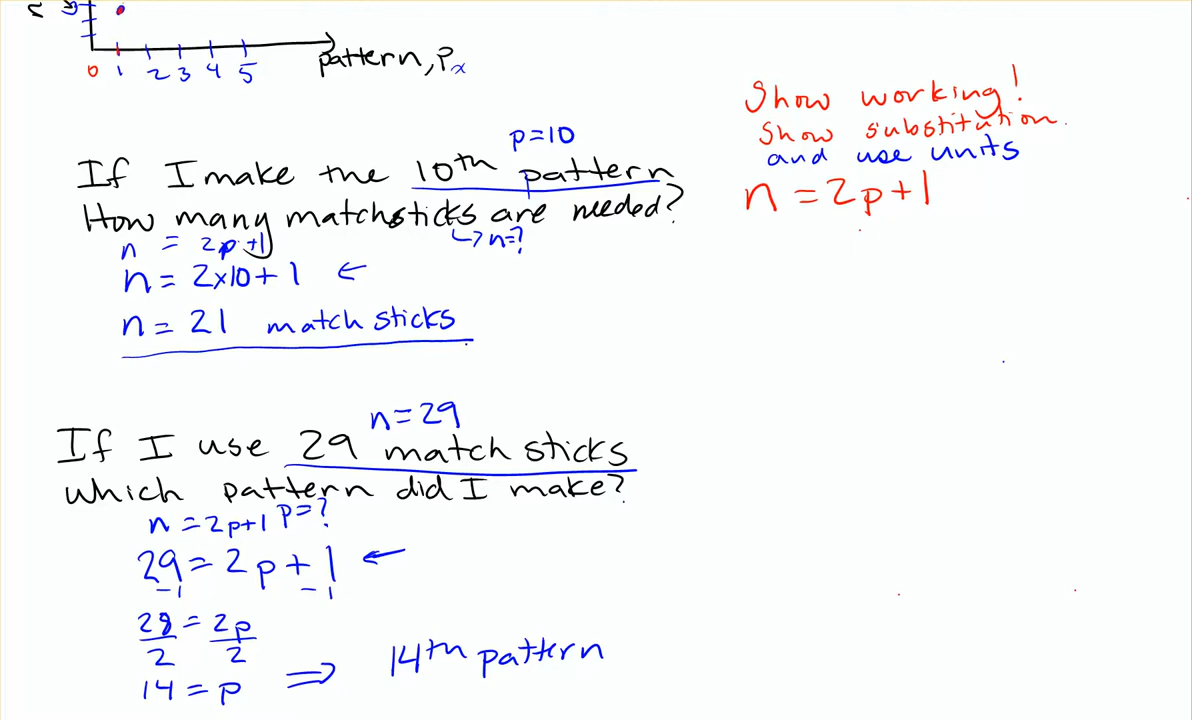 0 1 2 3 4 5 pattern, Px
Show working!
Show substitution.
and use units
n = 2p+1
p=10
If I make the 10th pattern
How many matchsticks are needed?
n = 2p+1
↳ n=?
n = 2x10+1 ←
n = 21 match sticks
n=29
If I use 29 match sticks
Which pattern did I make?
n = 2p+1 p=?
29 = 2p+1 ←
-1 -1
28 = 2p
2 2
14 = p ⇒ 14th pattern